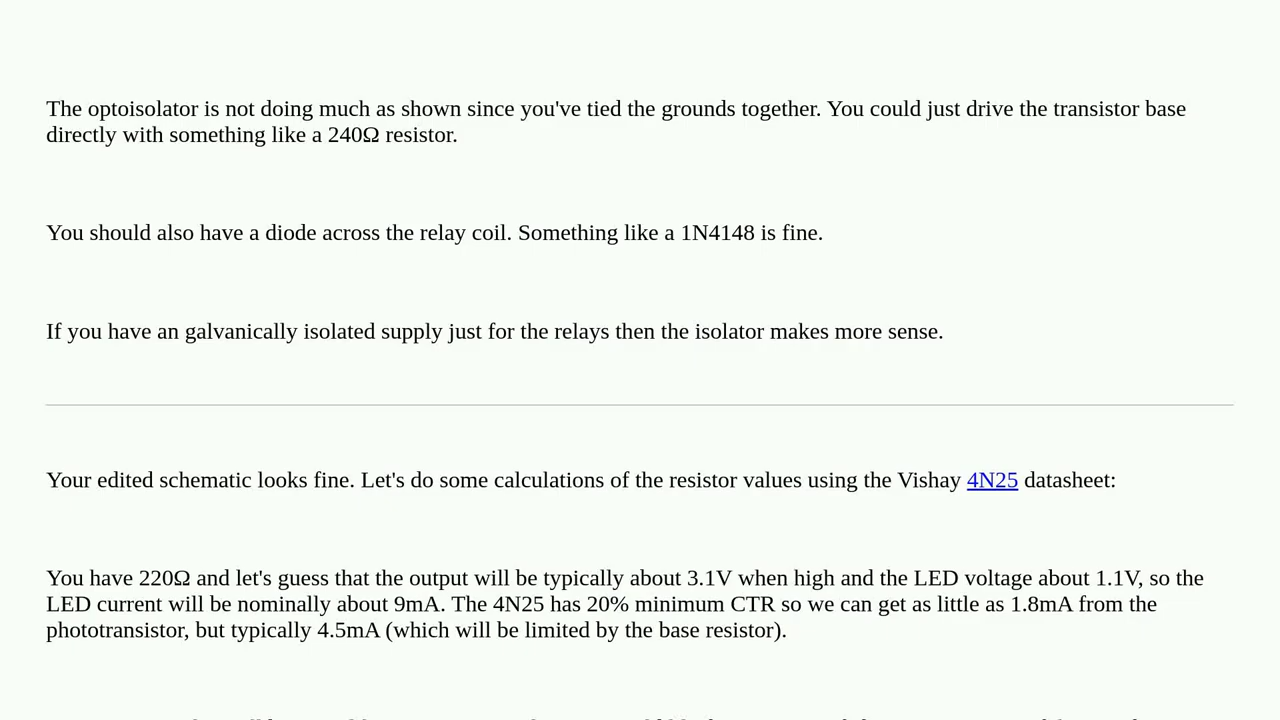 The optoisolator is not doing much as shown since you've tied the grounds together. You could just drive the transistor base
directly with something like a 240Ω resistor.
You should also have a diode across the relay coil. Something like a 1N4148 is fine.
If you have an galvanically isolated supply just for the relays then the isolator makes more sense.
Your edited schematic looks fine. Let's do some calculations of the resistor values using the Vishay 4N25 datasheet:
You have 220Ω and let's guess that the output will be typically about 3.1V when high and the LED voltage about 1.1V, so the
LED current will be nominally about 9mA. The 4N25 has 20% minimum CTR so we can get as little as 1.8mA from the
phototransistor, but typically 4.5mA (which will be limited by the base resistor).